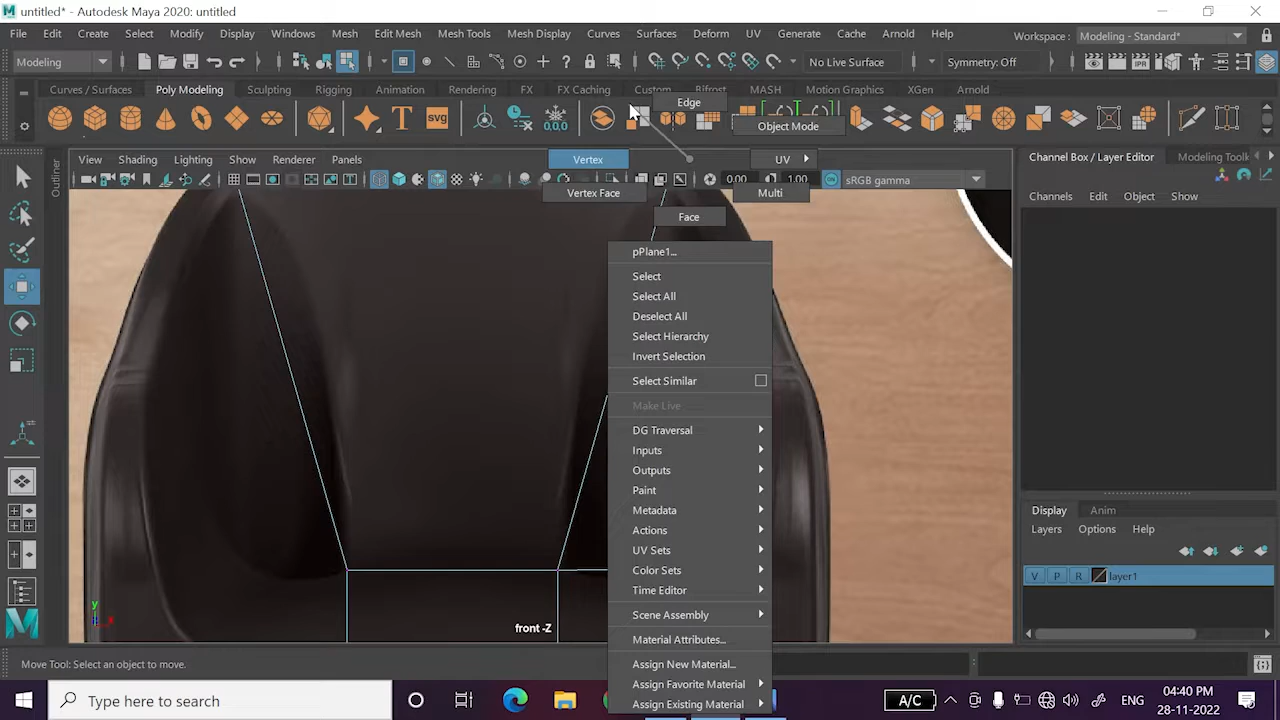 untitled* - Autodesk Maya 2020: untitled
File Edit Create Select Modify Display Windows Mesh Edit Mesh Mesh Tools Mesh Display Curves Surfaces Deform UV Generate Cache Arnold Help Workspace : Modeling - Standard*
Modeling No Live Surface Symmetry: Off
Curves / Surfaces Poly Modeling Sculpting Rigging Animation Rendering FX FX Caching Custom Bifrost MASH Motion Graphics XGen Arnold
Edge
Object Mode
T svg 0,0,0
View Shading Lighting Show Renderer Panels
Vertex UV
Channel Box / Layer Editor Modeling Toolk
Outliner
0.00 1.00 ON sRGB gamma
Vertex Face Multi
Channels Edit Object Show
Face
pPlane1...
Select
Select All
Deselect All
Select Hierarchy
Invert Selection
Select Similar
Make Live
DG Traversal
Inputs
Outputs
Paint
Metadata
Actions
UV Sets
Color Sets
Time Editor
Scene Assembly
Material Attributes...
Assign New Material...
Assign Favorite Material
Assign Existing Material
Display Anim
Layers Options Help
V P R layer1
y
front -Z
Move Tool: Select an object to move.
Type here to search
A/C ENG 04:40 PM
28-11-2022